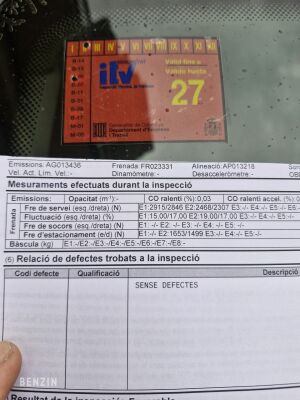 I II III IV V VI VII VIII IX X XI XII
Vàlid fins a
Válido hasta
itv
27
Generalitat de Catalunya
Departament d'Empresa
i Treball
Emissions: AG013436 Frenada: FR023331 Alineació: AP013218
Vel. Act. Lim. Vel.:- Dinamòmetre:- Desaccelerómetre:-
Mesuraments efectuats durant la inspecció
Emissions: Opacitat (m⁻¹):- CO ralentí (%):0,03 CO ralentí accel.
Frenada
Fre de servei (esq./dreta) (N) E1:2915/2846 E2:2468/2307 E3:-/- E4:-/- E5:-/-
Fluctuació (esq./dreta) (%) E1:15,00/17,00 E2:19,00/17,00 E3:-/- E4:-/-
Fre de socors (esq./dreta) (N) E1: -/- E2: -/- E3: -/- E4: -/- E5: -/-
Fre d'estacionament (e/d) (N) E1:-/- E2:1653/1499 E3:-/- E4:-/- E5:-/-
Bàscula (kg) E1:-/E2:-/E3:-/E4:-/E5:-/E6:-/E7:-/E8:-
(6) Relació de defectes trobats a la inspecció
Codi defecte Qualificació Descripció
SENSE DEFECTES
BENZIN